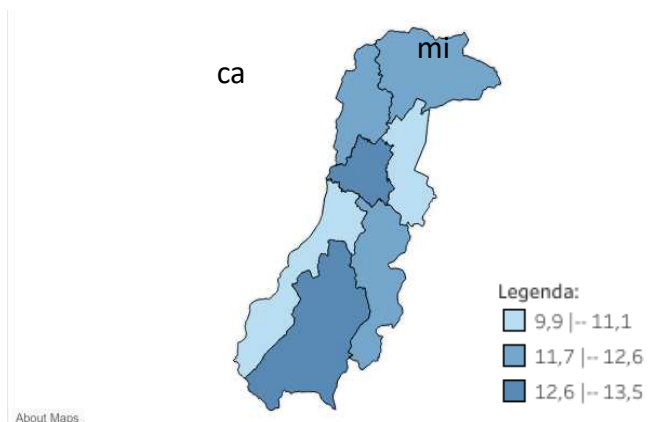 mi
ca
Legenda:
9,9 |-- 11,1
11,7 |-- 12,6
12,6 |-- 13,5
About Maps